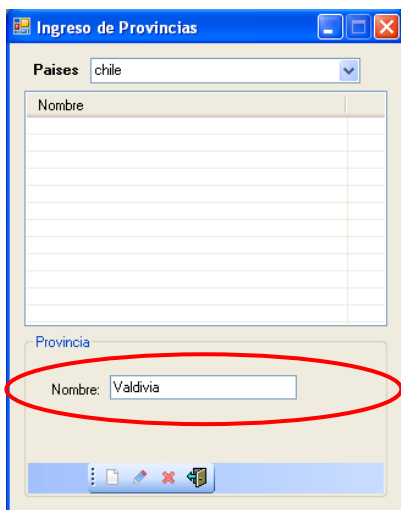 Ingreso de Provincias
Paises chile
Nombre
Provincia
Nombre: Valdivia